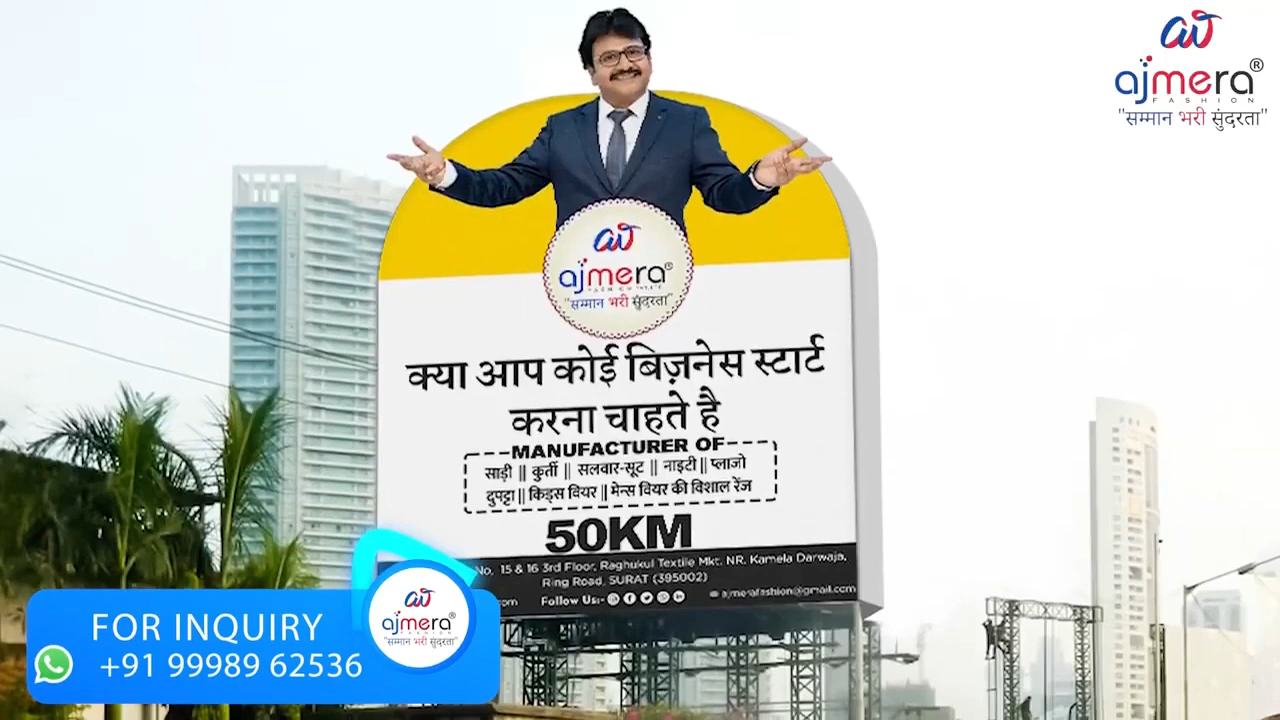 ajmera®
FASHION
"सम्मान भरी सुंदरता"
ajmera®
"सम्मान भरी सुंदरता"
क्या आप कोई बिज़नेस स्टार्ट
करना चाहते है
MANUFACTURER OF
साड़ी || कुर्ती || सलवार-सूट || नाइटी || प्लाजो
दुपट्टा || किड्स वियर || मेन्स वियर की विशाल रेंज
50KM
No, 15 & 16 3rd Floor, Raghukul Textile Mkt. NR. Kamela Darwaja,
Ring Road, SURAT (395002)
om Follow Us:- ajmerafashion@gmail.com
FOR INQUIRY
+91 99989 62536
ajmera®
FASHION
"सम्मान भरी सुंदरता"